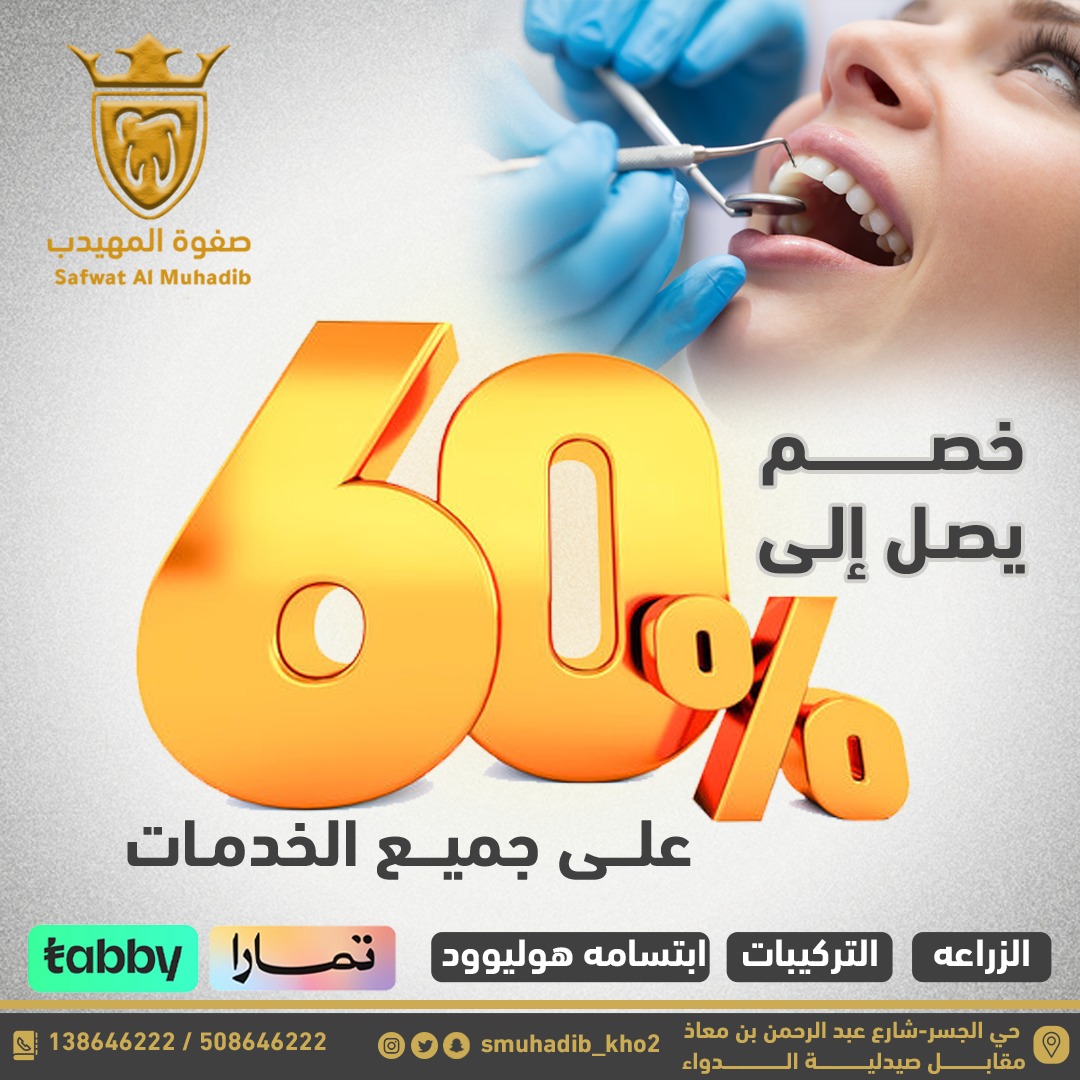 صفوة المهيدب
Safwat Al Muhadib
خصم
يصل إلى
60%
على جميع الخدمات
الزراعه
التركيبات
ابتسامه هوليوود
تمارا
tabby
حي الجسر-شارع عبد الرحمن بن معاذ
مقابل صيدلية الدواء
smuhadib_kho2
138646222 / 508646222